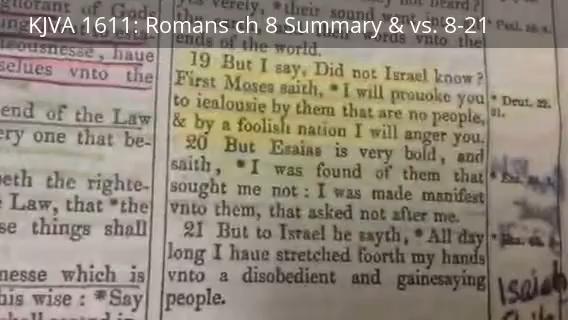 KJVA 1611: Romans ch 8 Summary & vs. 8-21
ends of the world.
19 But I say, Did not Israel know?
First Moses saith, * I will prouoke you
to iealousie by them that are no people,
& by a foolish nation I will anger you.
20 But Esaias is very bold, and
saith, * I was found of them that
sought me not: I was made manifest
vnto them, that asked not after me.
21 But to Israel he sayth, * All day
long I haue stretched foorth my hands
vnto a disobedient and gainesaying
people.
* Deut. 32.
21.
Isaiah
haue
selues vnto the
end of the Law
ery one that be-
eth the righte-
Law, that *the
se things shall
nesse which is
his wise : *Say